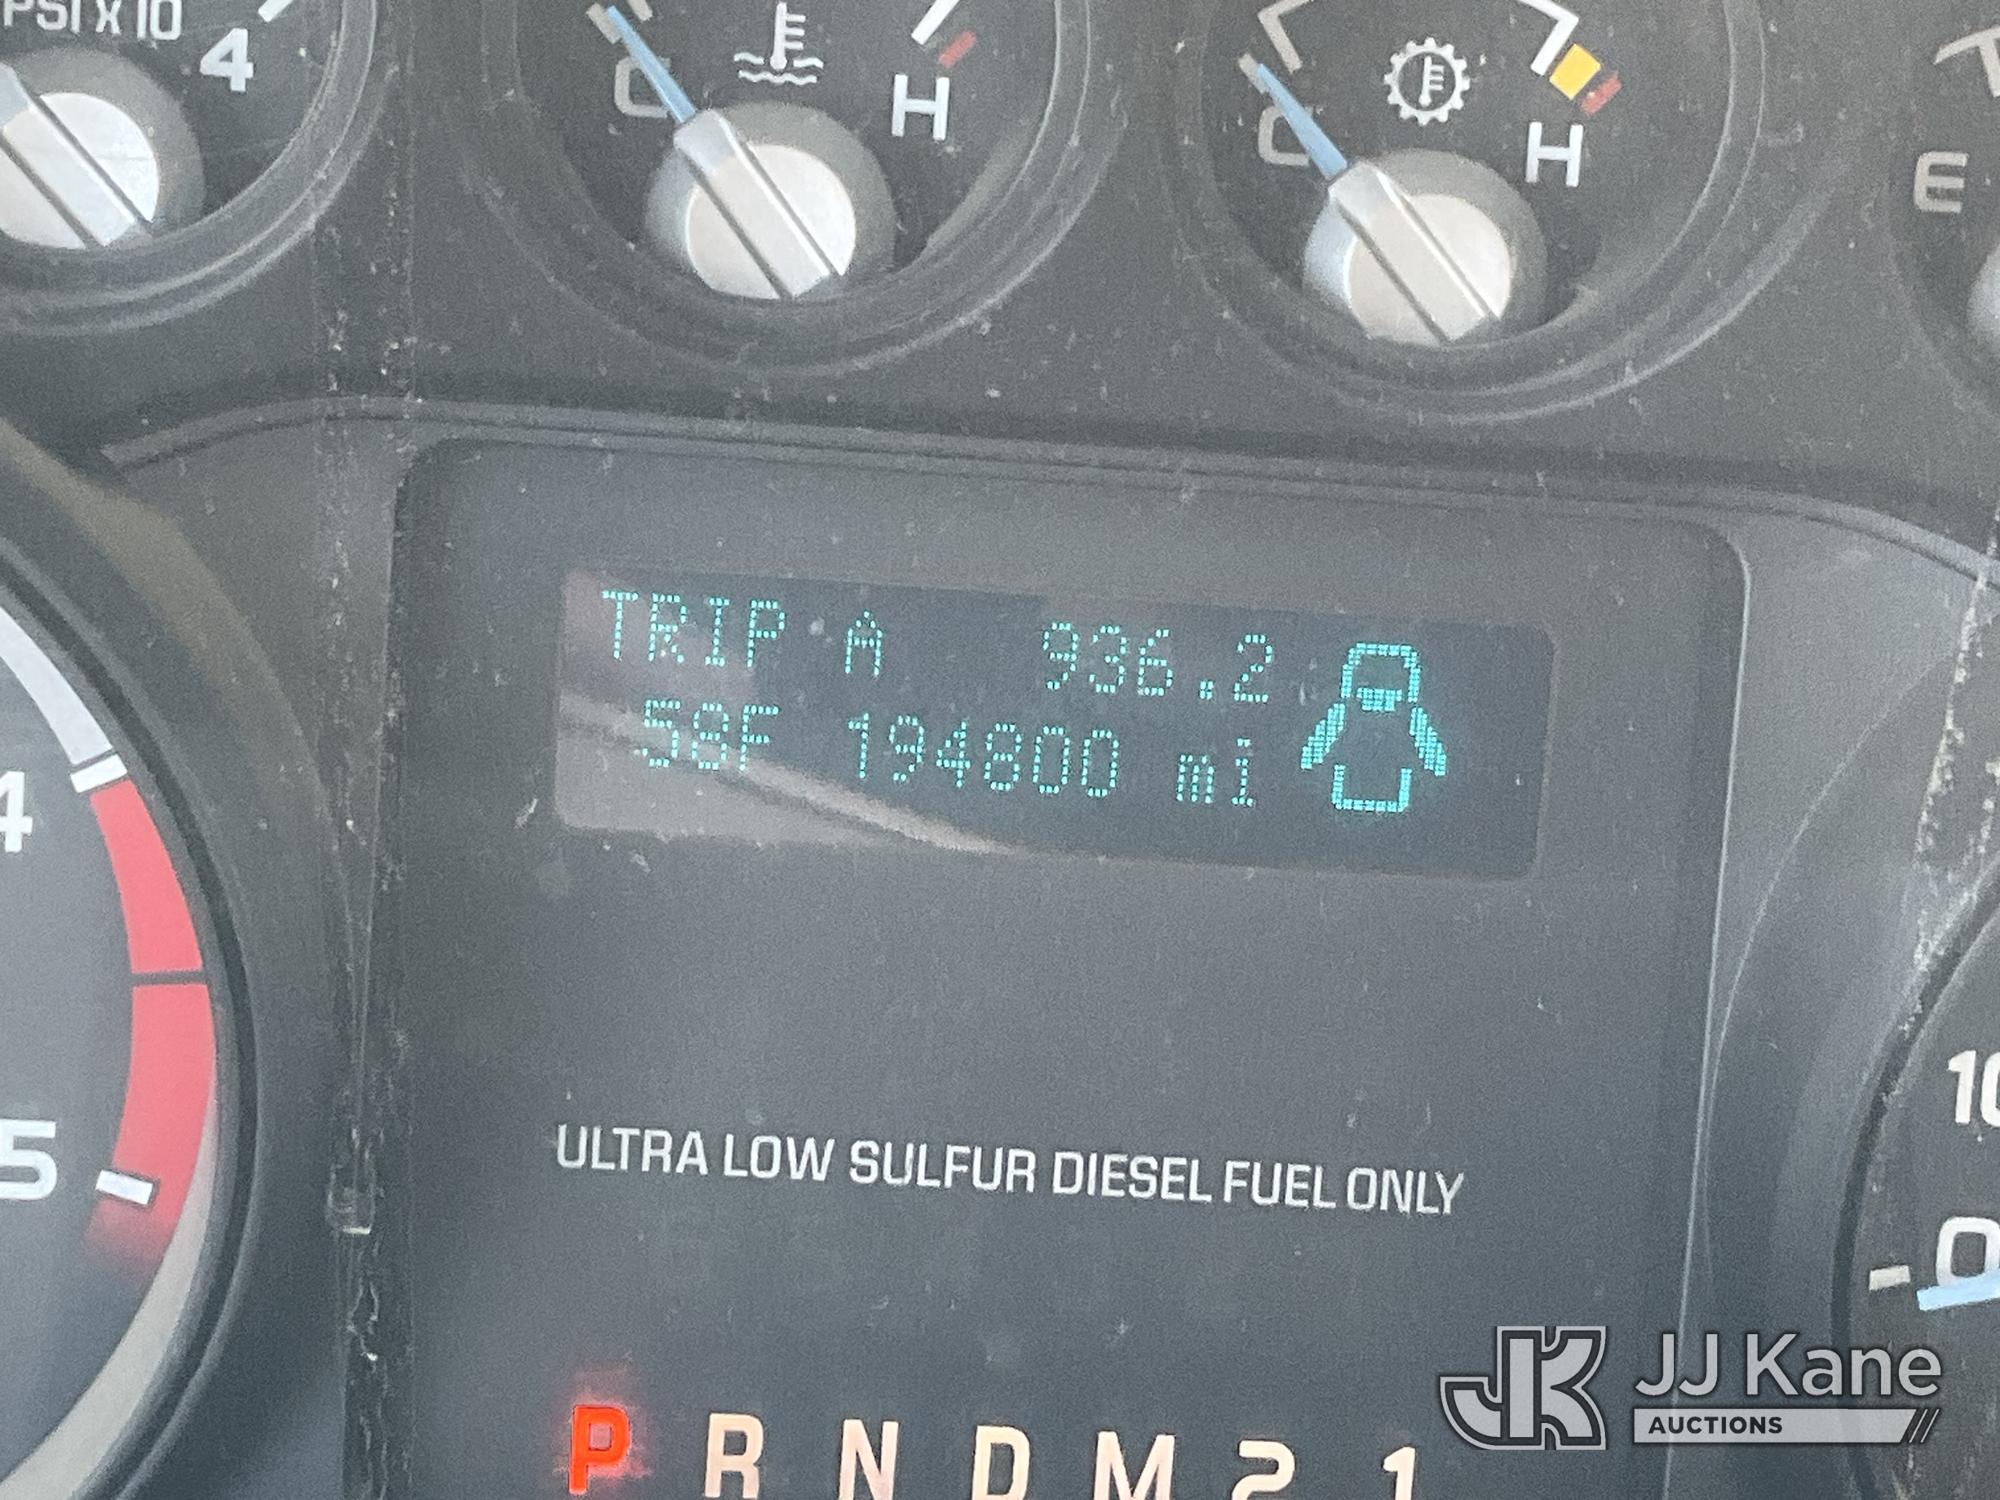 PSI X 10
4
C H
C H
E
TRIP A 936.2
58F 194800 mi
4
5
ULTRA LOW SULFUR DIESEL FUEL ONLY
10
0
P R N D M 2 1
JK JJ Kane
AUCTIONS